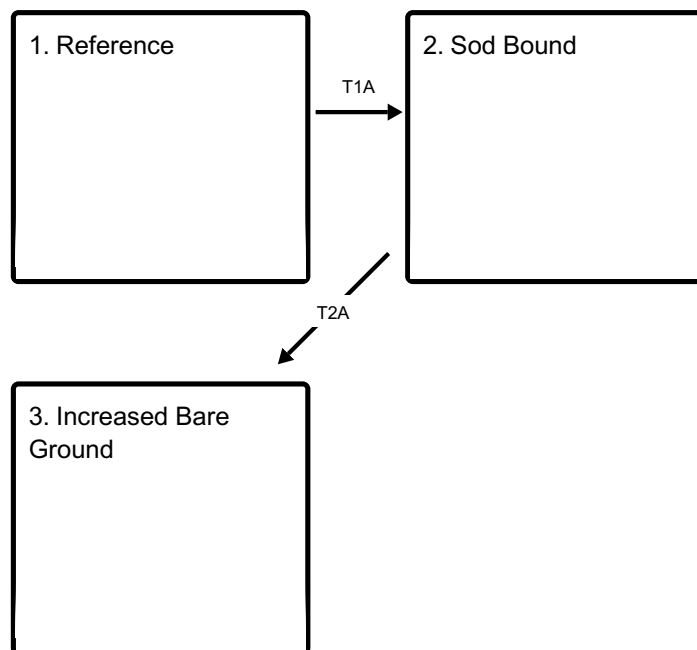 1. Reference
2. Sod Bound
T1A
T2A
3. Increased Bare
Ground